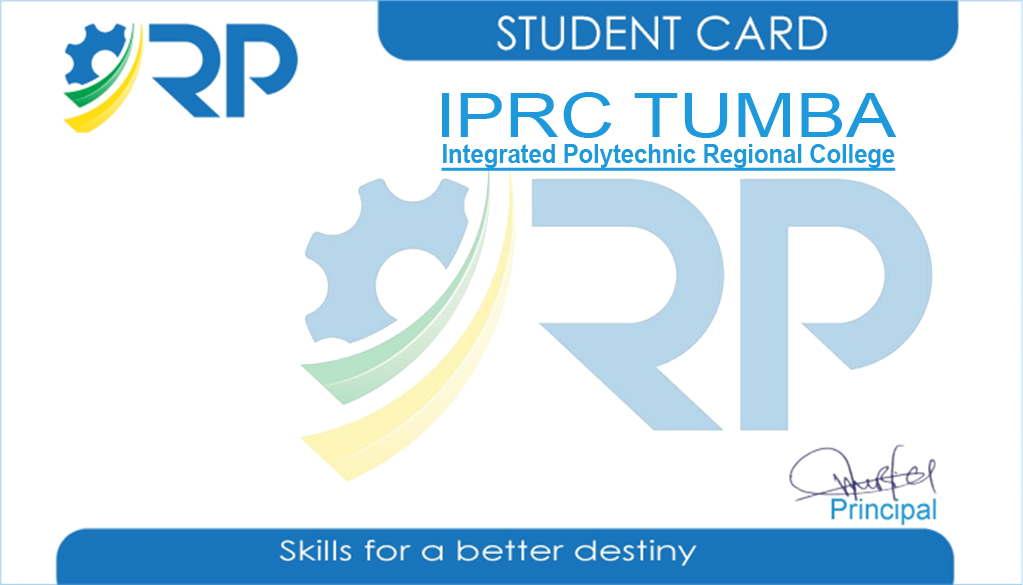 RP
STUDENT CARD
IPRC TUMBA
Integrated Polytechnic Regional College
RP
Principal
Skills for a better destiny